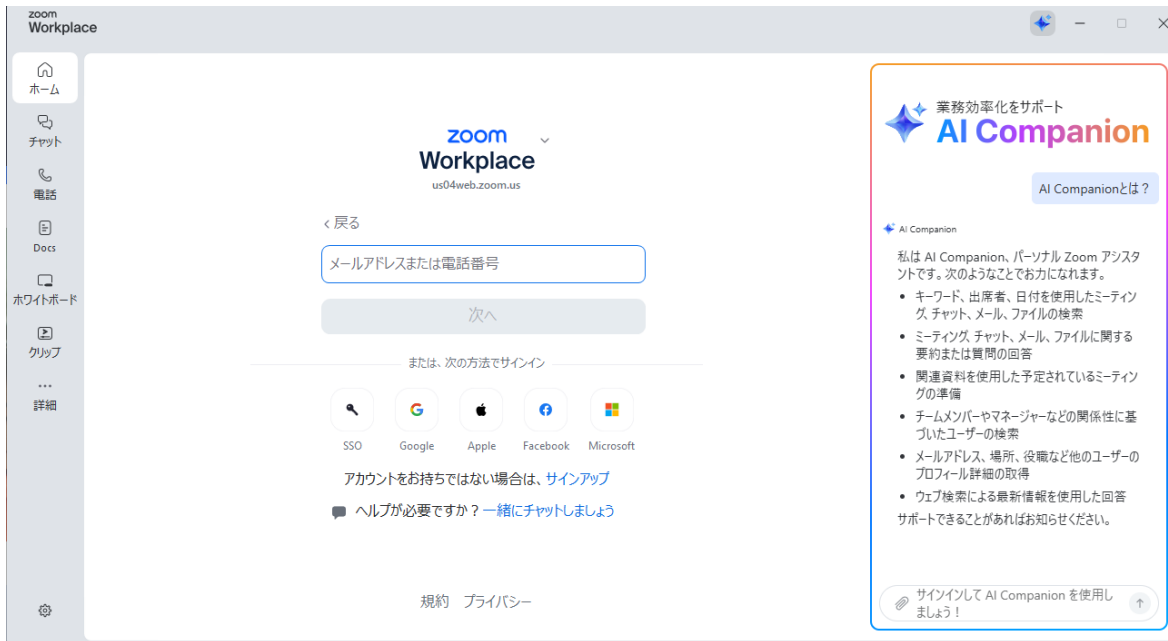 zoom
Workplace
ホーム
チャット
電話
Docs
ホワイトボード
クリップ
詳細
zoom
Workplace
us04web.zoom.us
戻る
メールアドレスまたは電話番号
次へ
または、次の方法でサインイン
SSO
Google
Apple
Facebook
Microsoft
アカウントをお持ちではない場合は、サインアップ
ヘルプが必要ですか？一緒にチャットしましょう
規約 プライバシー
業務効率化をサポート
AI Companion
AI Companionとは？
AI Companion
私は AI Companion、パーソナル Zoom アシスタ
ントです。次のようなことでお力になれます。
• キーワード、出席者、日付を使用したミーティン
グ、チャット、メール、ファイルの検索
• ミーティング、チャット、メール、ファイルに関する
要約または質問の回答
• 関連資料を使用した予定されているミーティン
グの準備
• チームメンバーやマネージャーなどの関係性に基
づいたユーザーの検索
• メールアドレス、場所、役職など他のユーザーの
プロフィール詳細の取得
• ウェブ検索による最新情報を使用した回答
サポートできることがあればお知らせください。
サインインして AI Companion を使用し
ましょう！